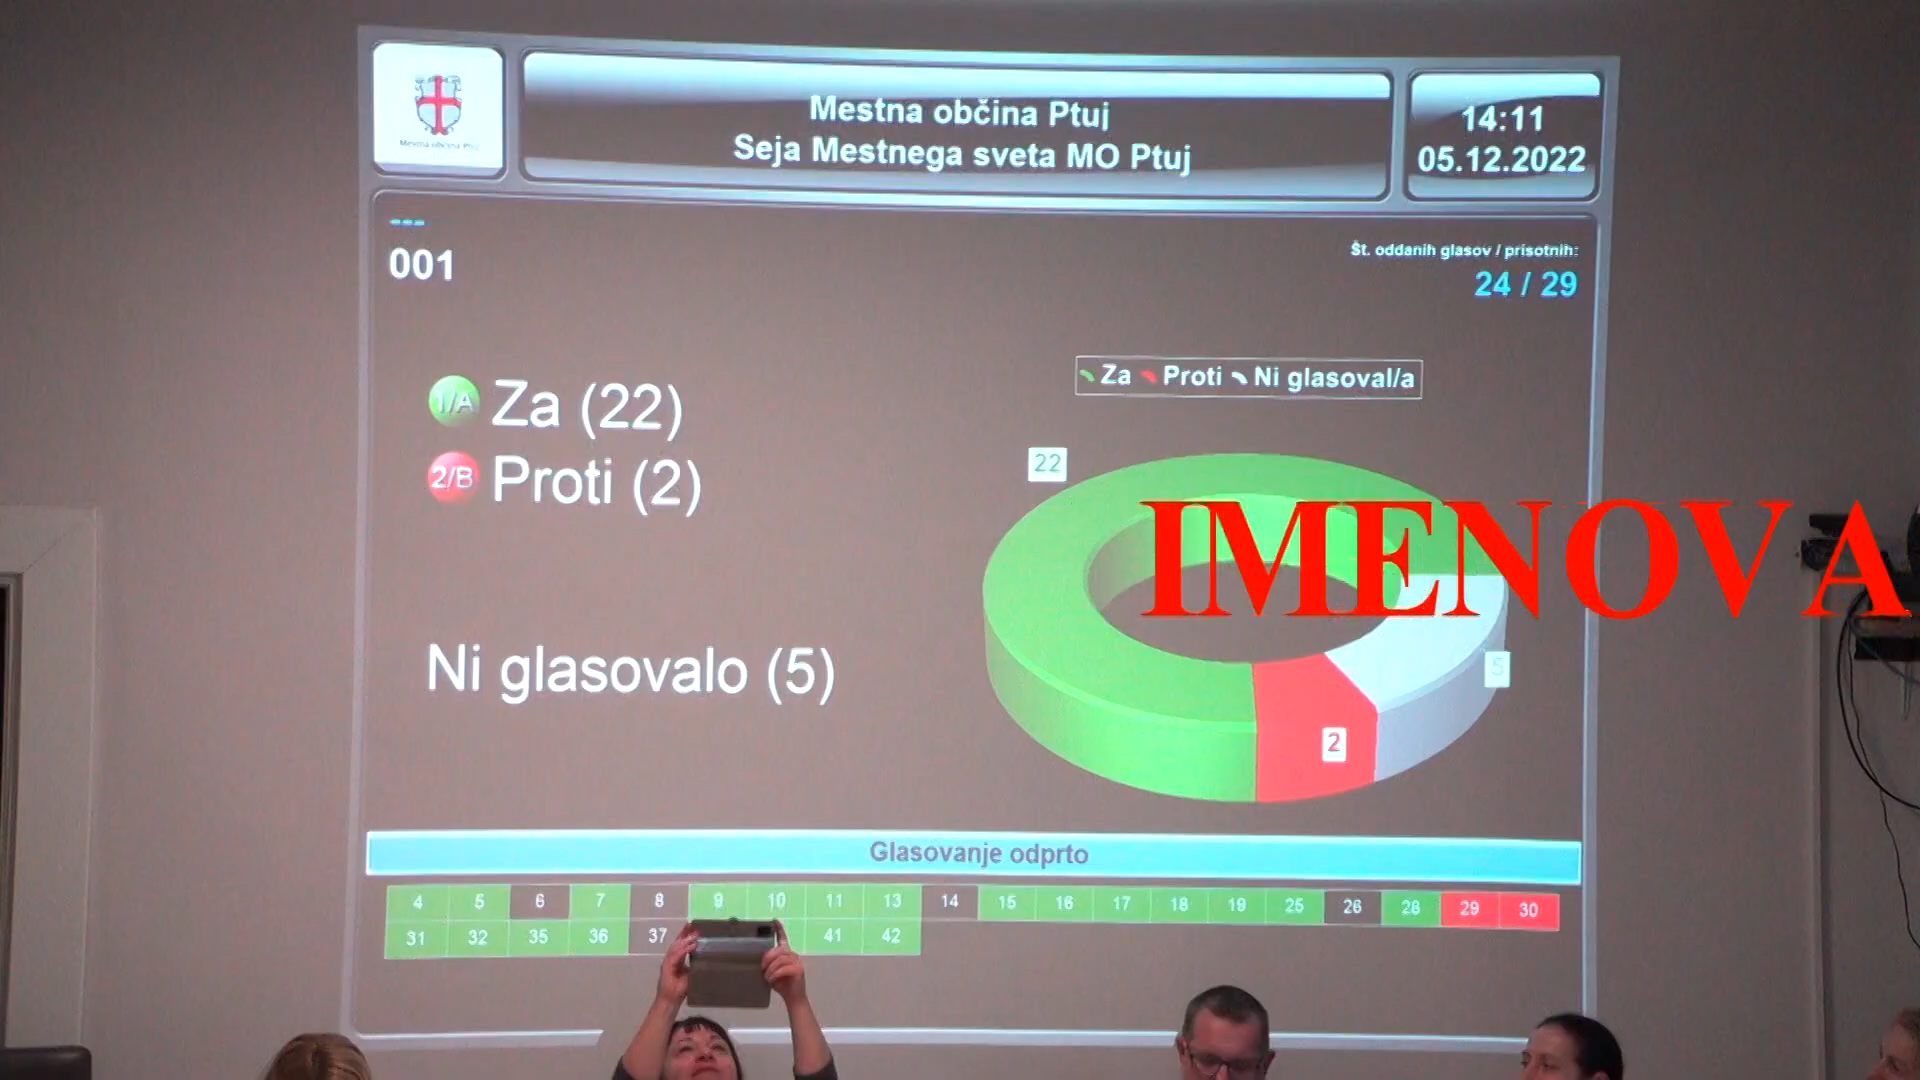 Mestna občina Ptuj
Mestna občina Ptuj
Seja Mestnega sveta MO Ptuj
14:11
05.12.2022
---
001
Št. oddanih glasov / prisotnih:
24 / 29
1/A Za (22)
2/B Proti (2)
Ni glasovalo (5)
Za Proti Ni glasoval/a
22
IMENOVA
5
2
Glasovanje odprto
4 5 6 7 8 9 10 11 13 14 15 16 17 18 19 25 26 28 29 30
31 32 35 36 37 41 42